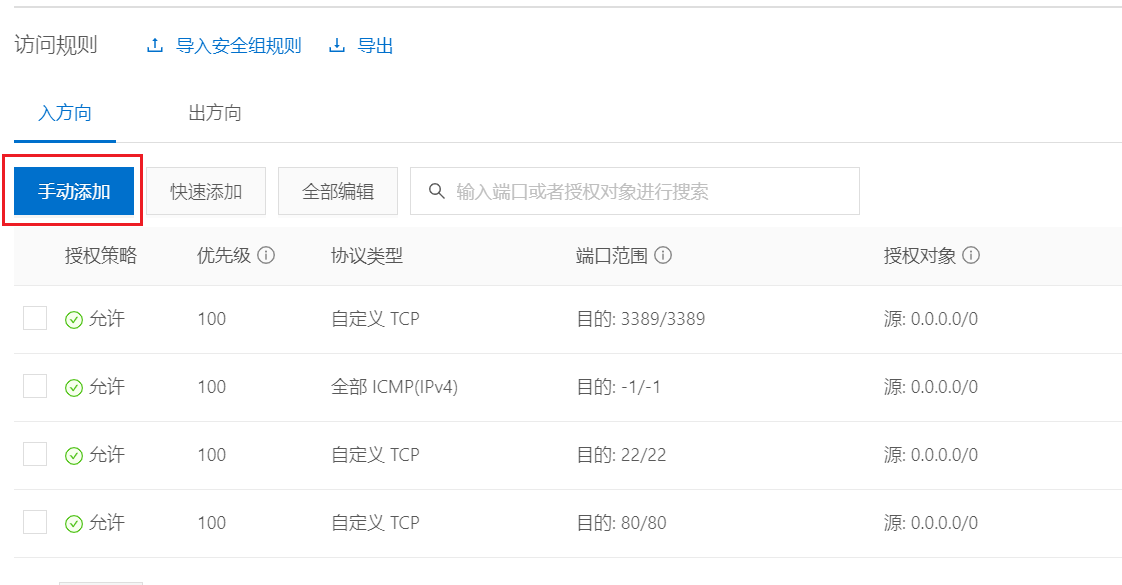 访问规则 导入安全组规则 导出
入方向 出方向
手动添加 快速添加 全部编辑 输入端口或者授权对象进行搜索
授权策略 优先级 协议类型 端口范围 授权对象
允许 100 自定义 TCP 目的: 3389/3389 源: 0.0.0.0/0
允许 100 全部 ICMP(IPv4) 目的: -1/-1 源: 0.0.0.0/0
允许 100 自定义 TCP 目的: 22/22 源: 0.0.0.0/0
允许 100 自定义 TCP 目的: 80/80 源: 0.0.0.0/0